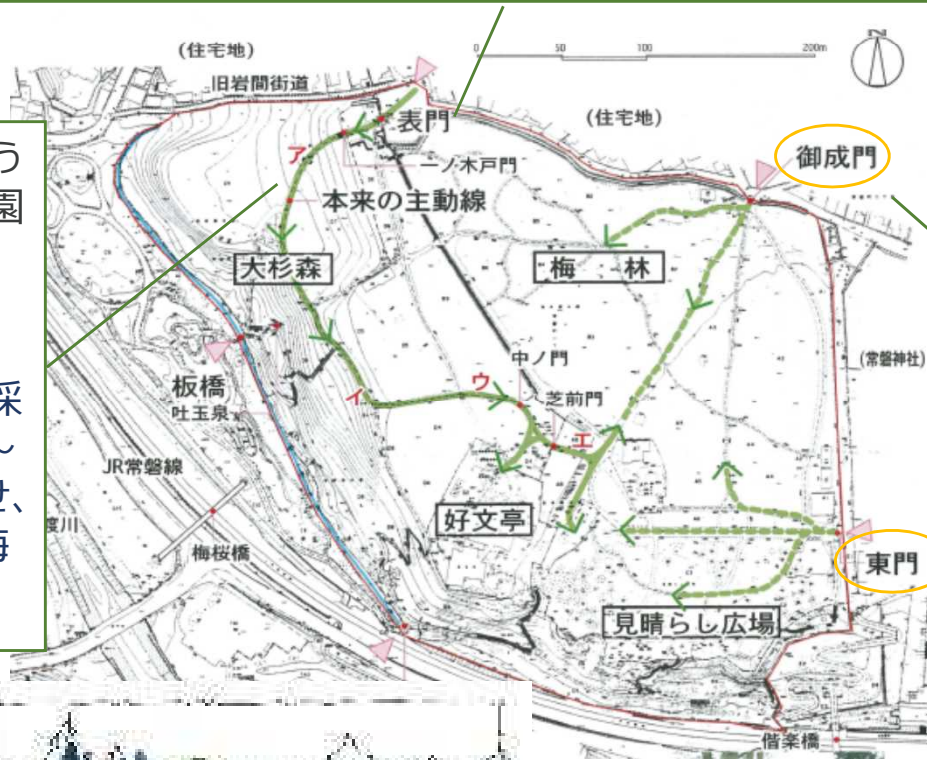 (住宅地)
0 50 100 200m
N
旧岩間街道
表門
(住宅地)
御成門
ア
一ノ木戸門
本来の主動線
大杉森
梅 林
う
園
採
し
せ、
毎
中ノ門
(常磐神社)
板橋
イ
ウ
芝前門
吐玉泉
エ
JR常磐線
好文亭
渡川
梅桜橋
東門
見晴らし広場
偕楽橋